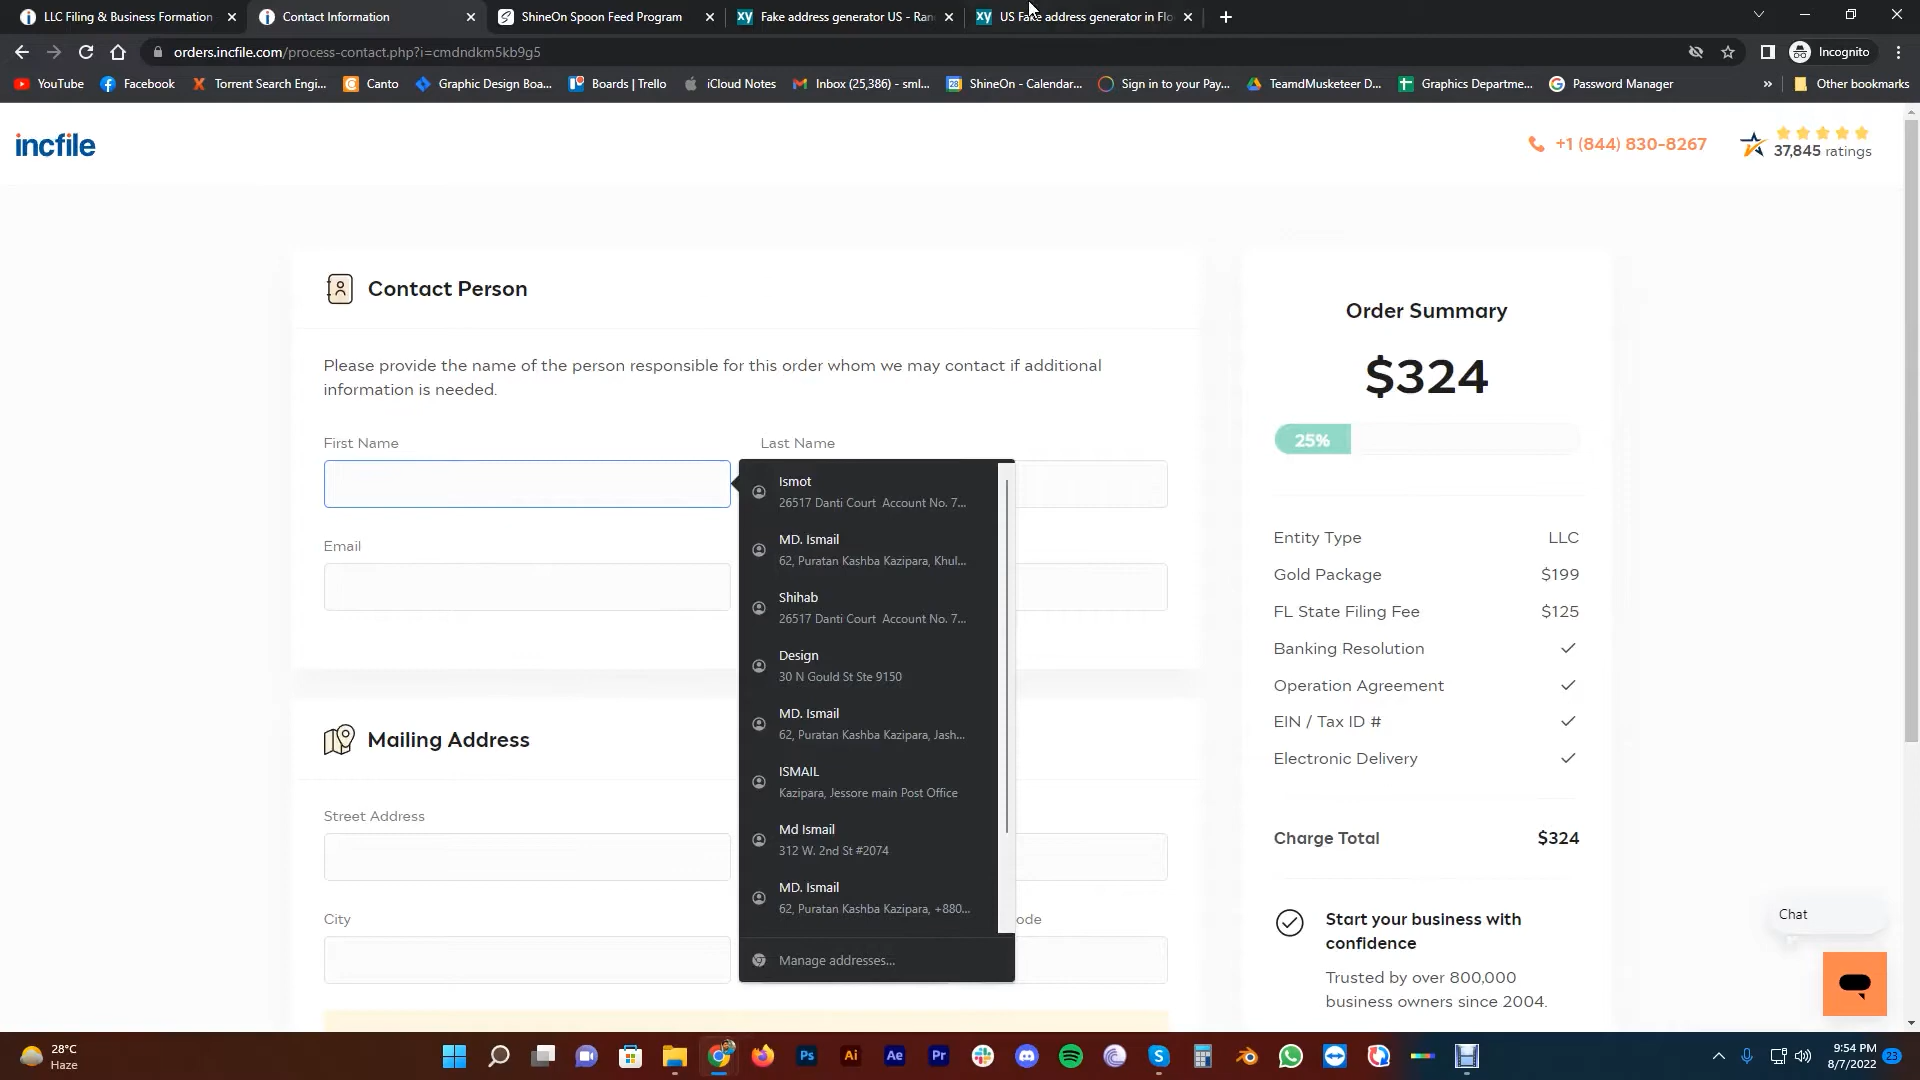 LLC Filing & Business Formation
Contact Information
ShineOn Spoon Feed Program
Fake address generator US - Ran
US Fake address generator in Flo
orders.incfile.com/process-contact.php?i=cmdndkm5kb9g5
Incognito
YouTube
Facebook
Torrent Search Engi...
Canto
Graphic Design Boa...
Boards | Trello
iCloud Notes
Inbox (25,386) - sml...
ShineOn - Calendar...
Sign in to your Pay...
TeamdMusketeer D...
Graphics Departme...
Password Manager
Other bookmarks
incfile
+1 (844) 830-8267
37,845 ratings
Contact Person
Please provide the name of the person responsible for this order whom we may contact if additional
information is needed.
First Name
Last Name
Email
Ismot
26517 Danti Court Account No. 7...
MD. Ismail
62, Puratan Kashba Kazipara, Khul...
Shihab
26517 Danti Court Account No. 7...
Design
30 N Gould St Ste 9150
MD. Ismail
62, Puratan Kashba Kazipara, Jash...
ISMAIL
Kazipara, Jessore main Post Office
Md Ismail
312 W. 2nd St #2074
MD. Ismail
62, Puratan Kashba Kazipara, +880...
Manage addresses...
Mailing Address
Street Address
City
ode
Order Summary
$324
25%
Entity Type LLC
Gold Package $199
FL State Filing Fee $125
Banking Resolution
Operation Agreement
EIN / Tax ID #
Electronic Delivery
Charge Total $324
Start your business with
confidence
Trusted by over 800,000
business owners since 2004.
Chat
28°C
Haze
Ps
Ai
Ae
Pr
9:54 PM
8/7/2022
23